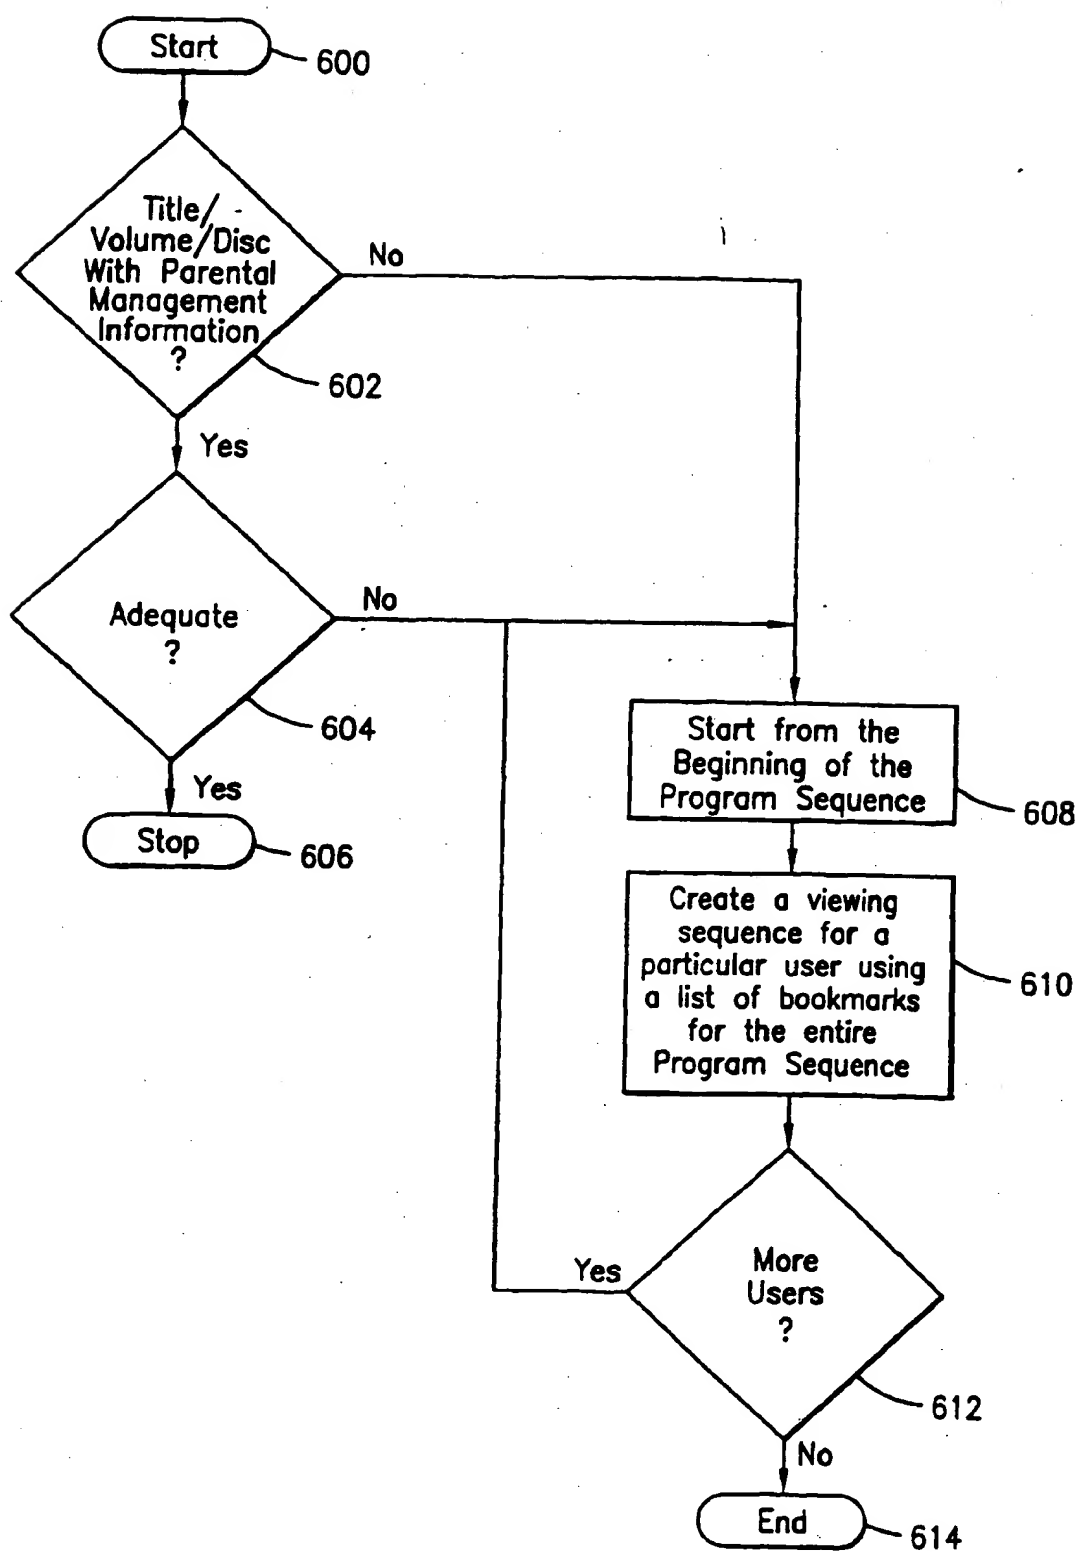 Start
600
Title/
Volume/Disc
With Parental
Management
Information
?
No
602
Yes
Adequate
?
No
604
Yes
Stop
606
Start from the
Beginning of the
Program Sequence
608
Create a viewing
sequence for a
particular user using
a list of bookmarks
for the entire
Program Sequence
610
More
Users
?
Yes
612
No
End
614